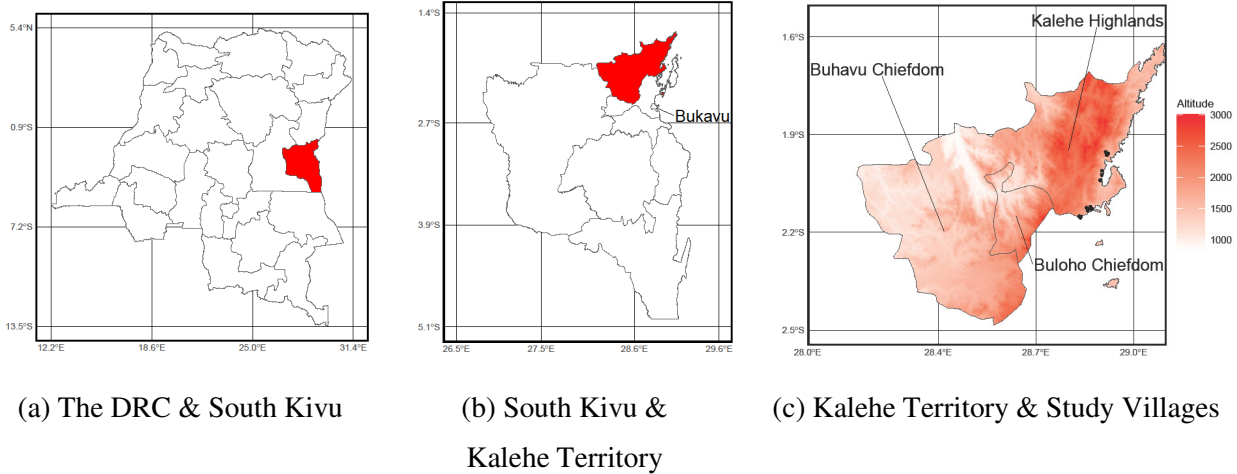 5.4°N
0.9°S
7.2°S
13.5°S
12.2°E 18.6°E 25.0°E 31.4°E
(a) The DRC & South Kivu
1.4°S
2.7°S
3.9°S
5.1°S
Bukavu
26.5°E 27.5°E 28.6°E 29.6°E
(b) South Kivu &
Kalehe Territory
1.6°S
1.9°S
2.2°S
2.5°S
Kalehe Highlands
Buhavu Chiefdom
Buloho Chiefdom
28.0°E 28.4°E 28.7°E 29.0°E
Altitude
3000
2500
2000
1500
1000
(c) Kalehe Territory & Study Villages